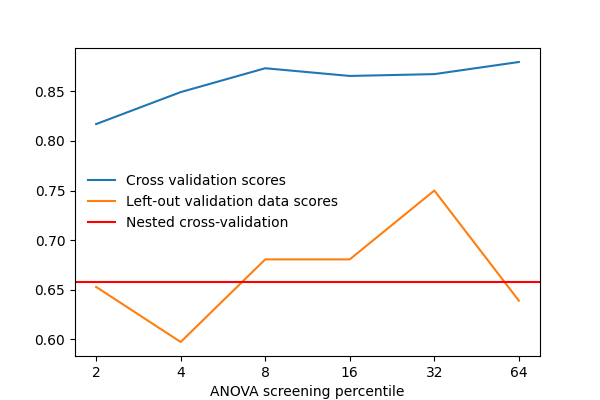 0.85
0.80
0.75
0.70
0.65
0.60
Cross validation scores
Left-out validation data scores
Nested cross-validation
2 4 8 16 32 64
ANOVA screening percentile